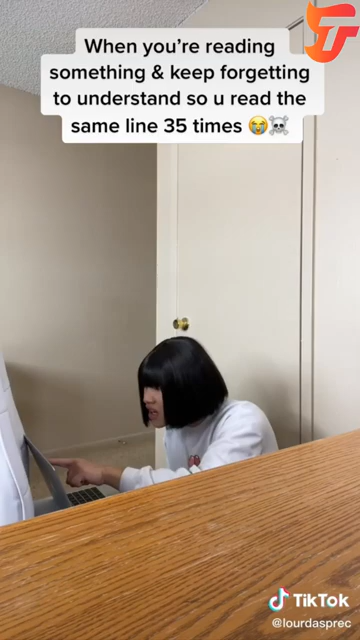 When you're reading
something & keep forgetting
to understand so u read the
same line 35 times 😭☠️
TikTok
@lourdasprec